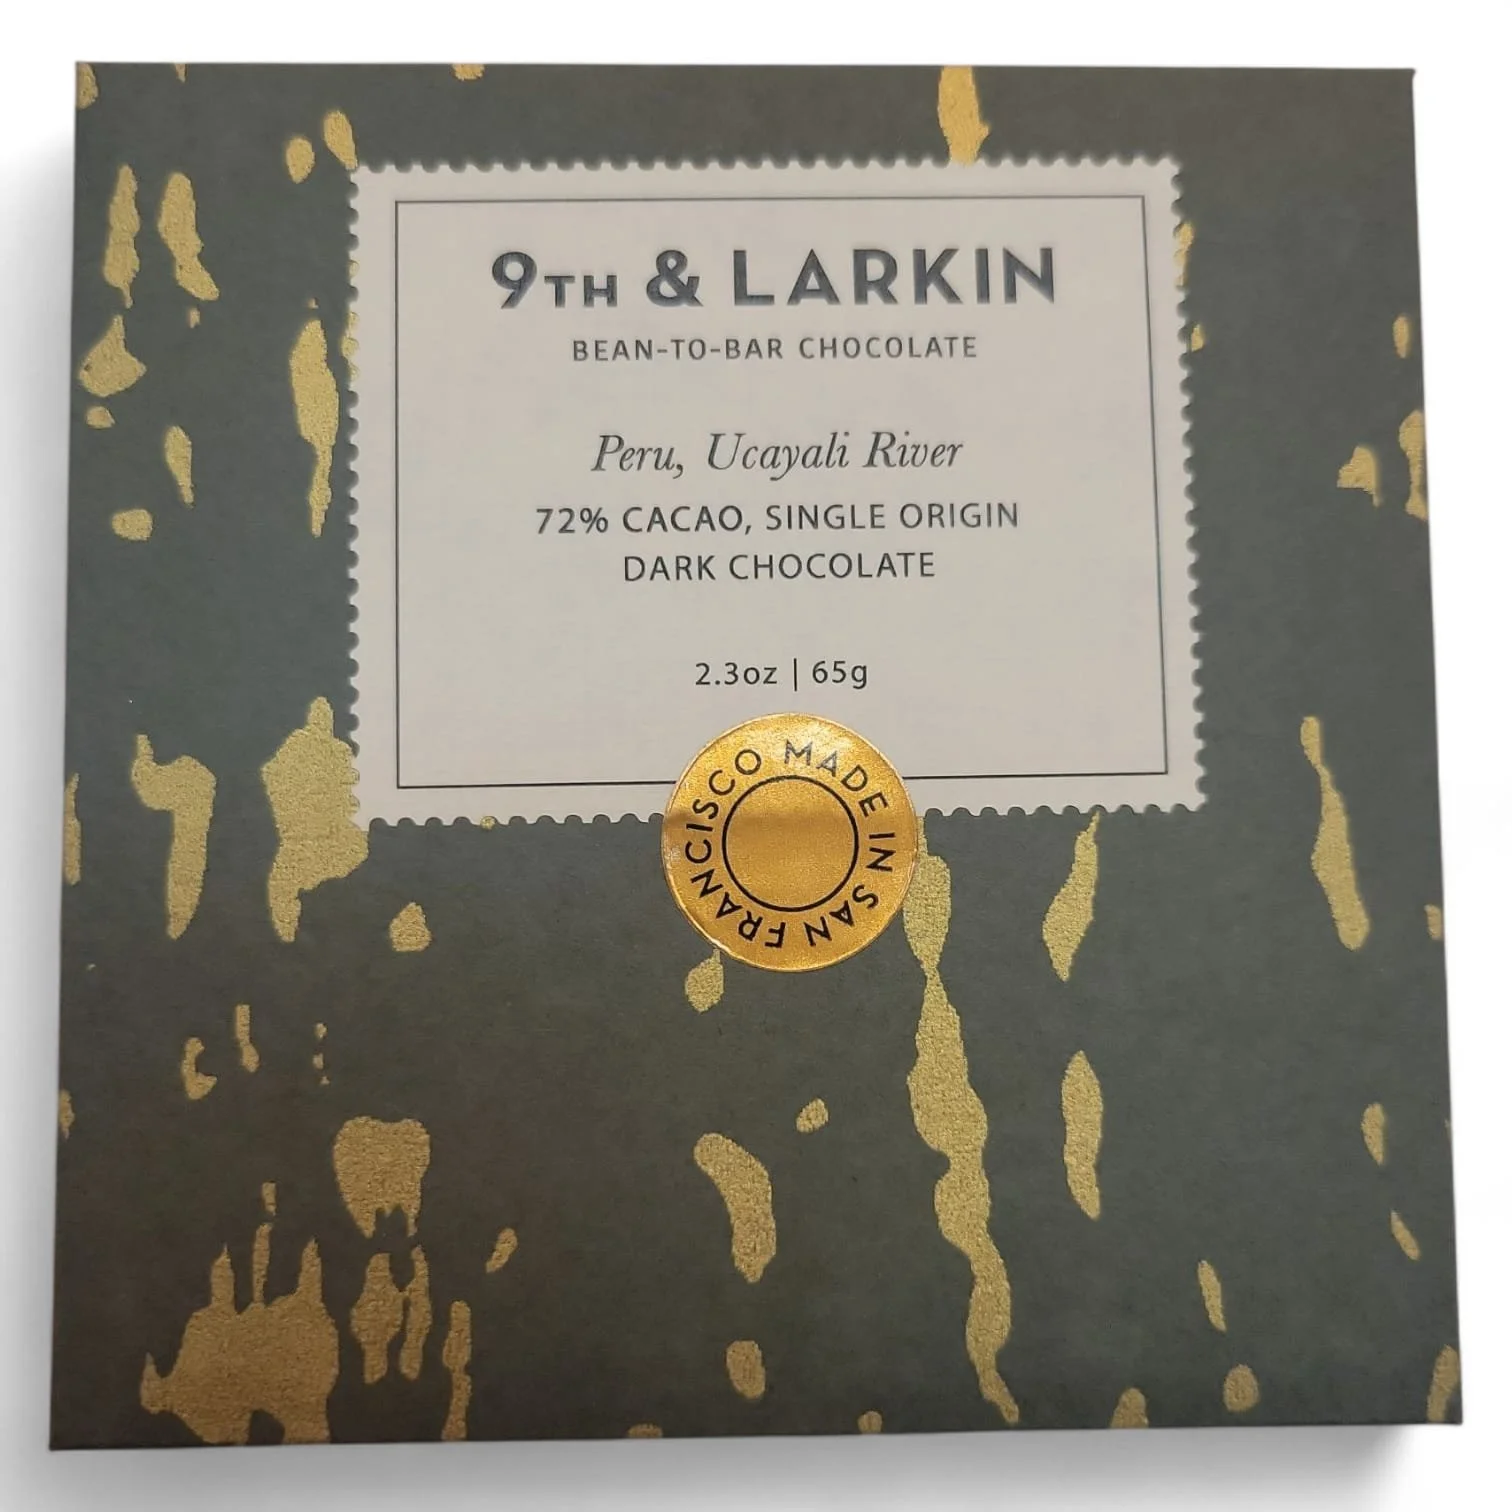 9TH & LARKIN
BEAN-TO-BAR CHOCOLATE
Peru, Ucayali River
72% CACAO, SINGLE ORIGIN
DARK CHOCOLATE
2.3oz | 65g
MADE IN SAN FRANCISCO